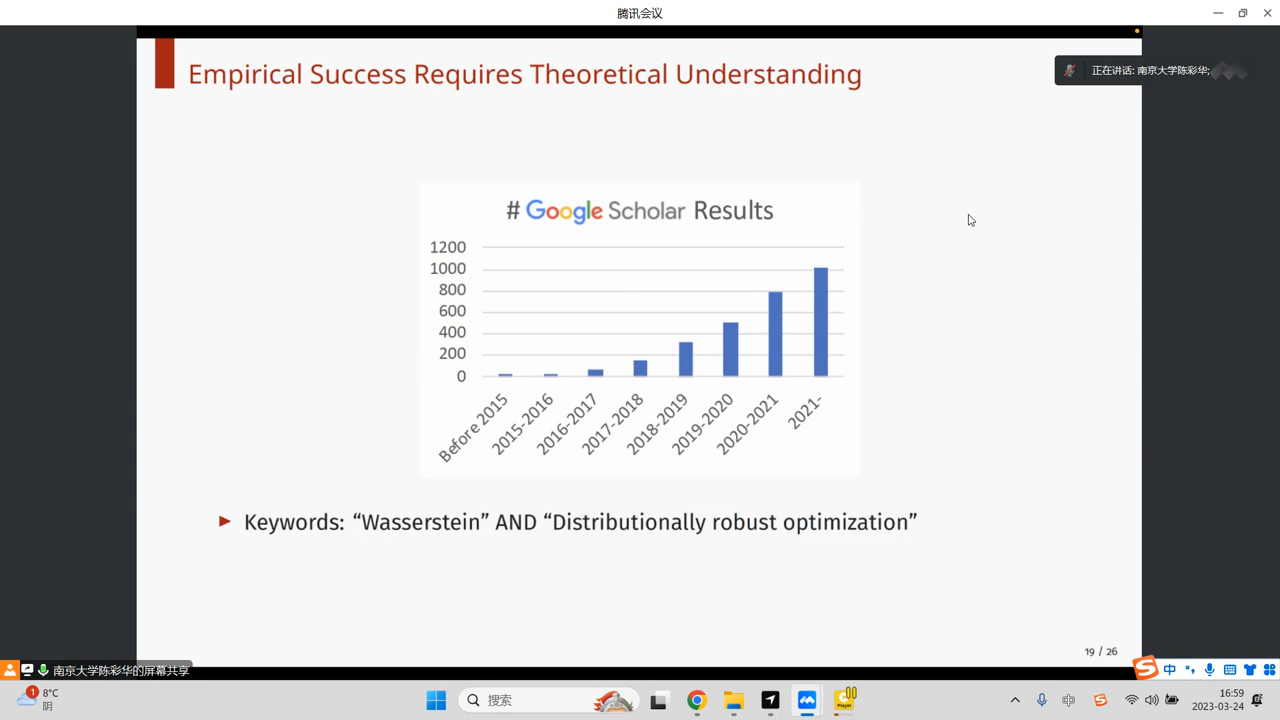 腾讯会议
Empirical Success Requires Theoretical Understanding
正在讲话: 南京大学陈彩华;
# Google Scholar Results
1200
1000
800
600
400
200
0
Before 2015
2015-2016
2016-2017
2017-2018
2018-2019
2019-2020
2020-2021
2021-
Keywords: “Wasserstein” AND “Distributionally robust optimization”
19 / 26
南京大学陈彩华的屏幕共享
中
1
8°C
阴
搜索
Player
中
16:59
2023-03-24